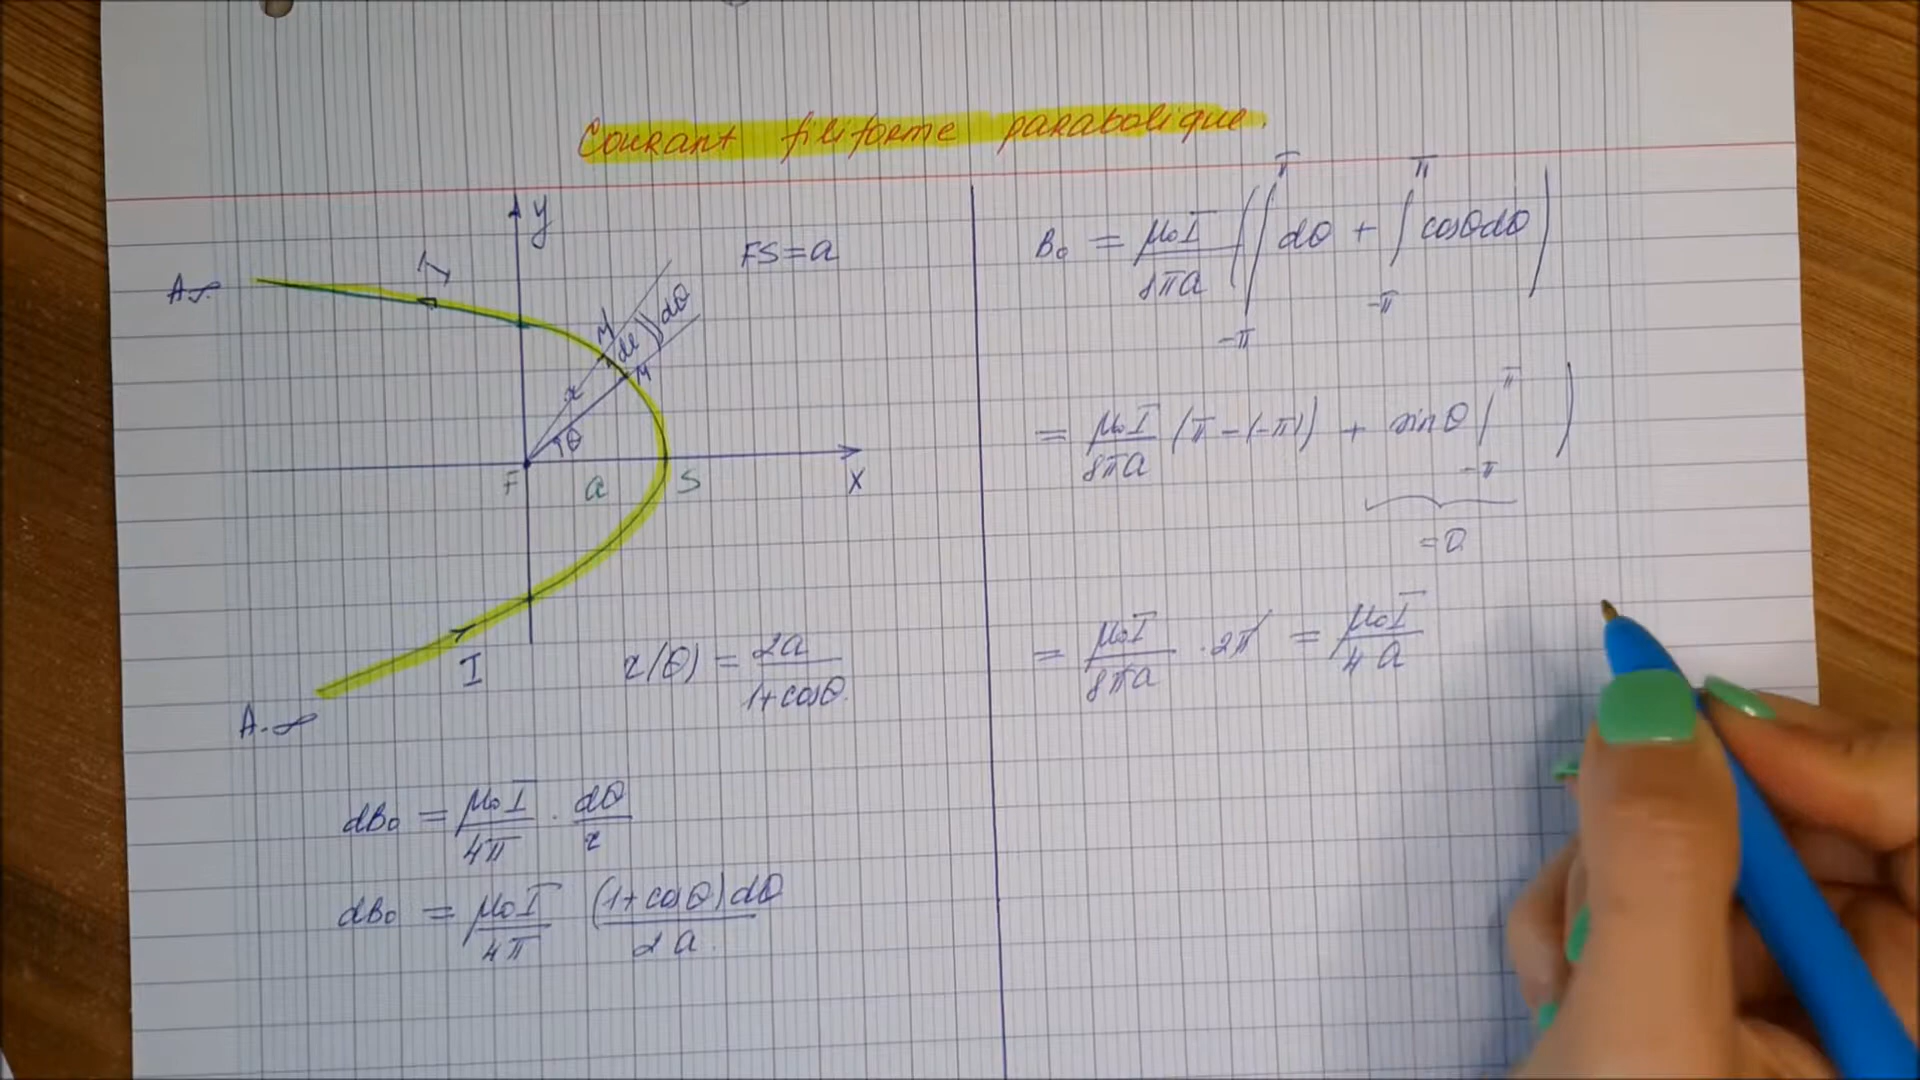 Courant filiforme parabolique.
y
FS = a
A∞
I
M'
dl
dθ
M
r
θ
F
a
S
x
I
A-∞
r(θ) = 2a / (1+cosθ)
dB₀ = μ₀I / 4π · dθ / r
dB₀ = μ₀I / 4π (1+cosθ)dθ / 2a
B₀ = μ₀I / 8πa ( ∫_{-π}^{π} dθ + ∫_{-π}^{π} cosθdθ )
= μ₀I / 8πa (π-(-π)) + sinθ |_{-π}^{π} )
= 0
= μ₀I / 8πa · 2π = μ₀I / 4a